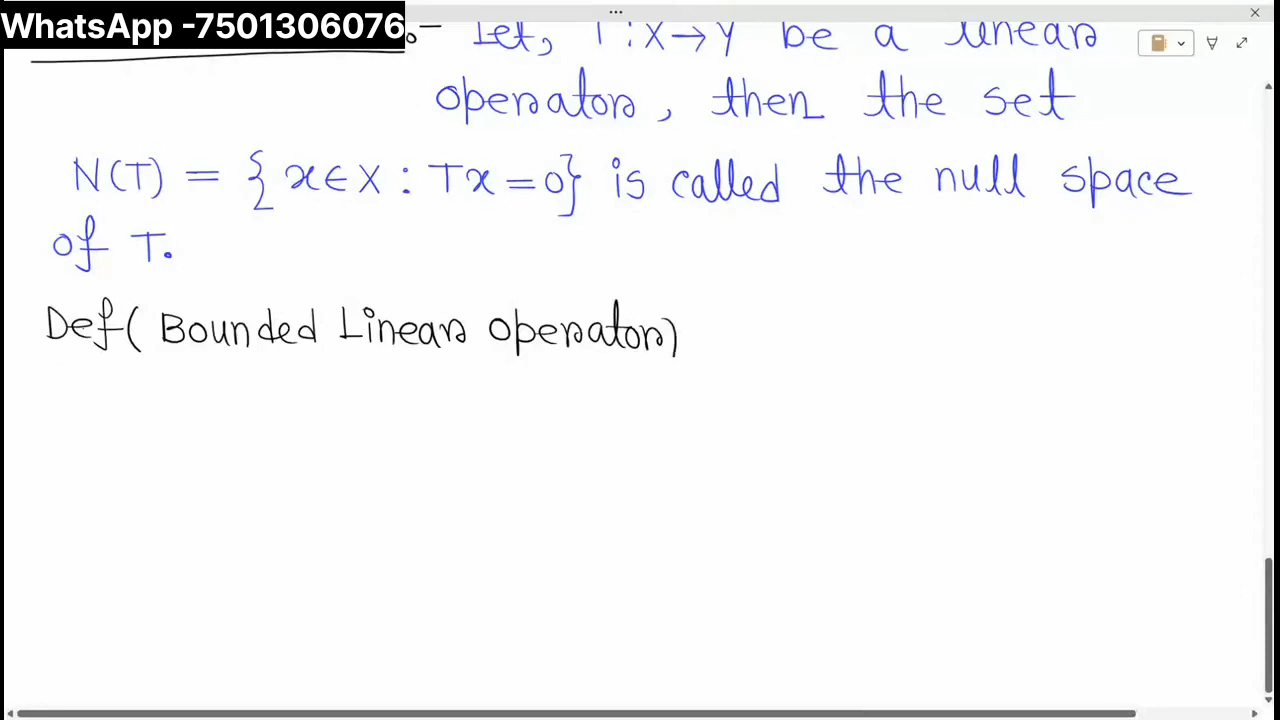 WhatsApp -7501306076
Let, T:X→Y be a linear
operator, then the set
N(T) = {x∈X : Tx=0} is called the null space
of T.
Def( Bounded Linear operator)